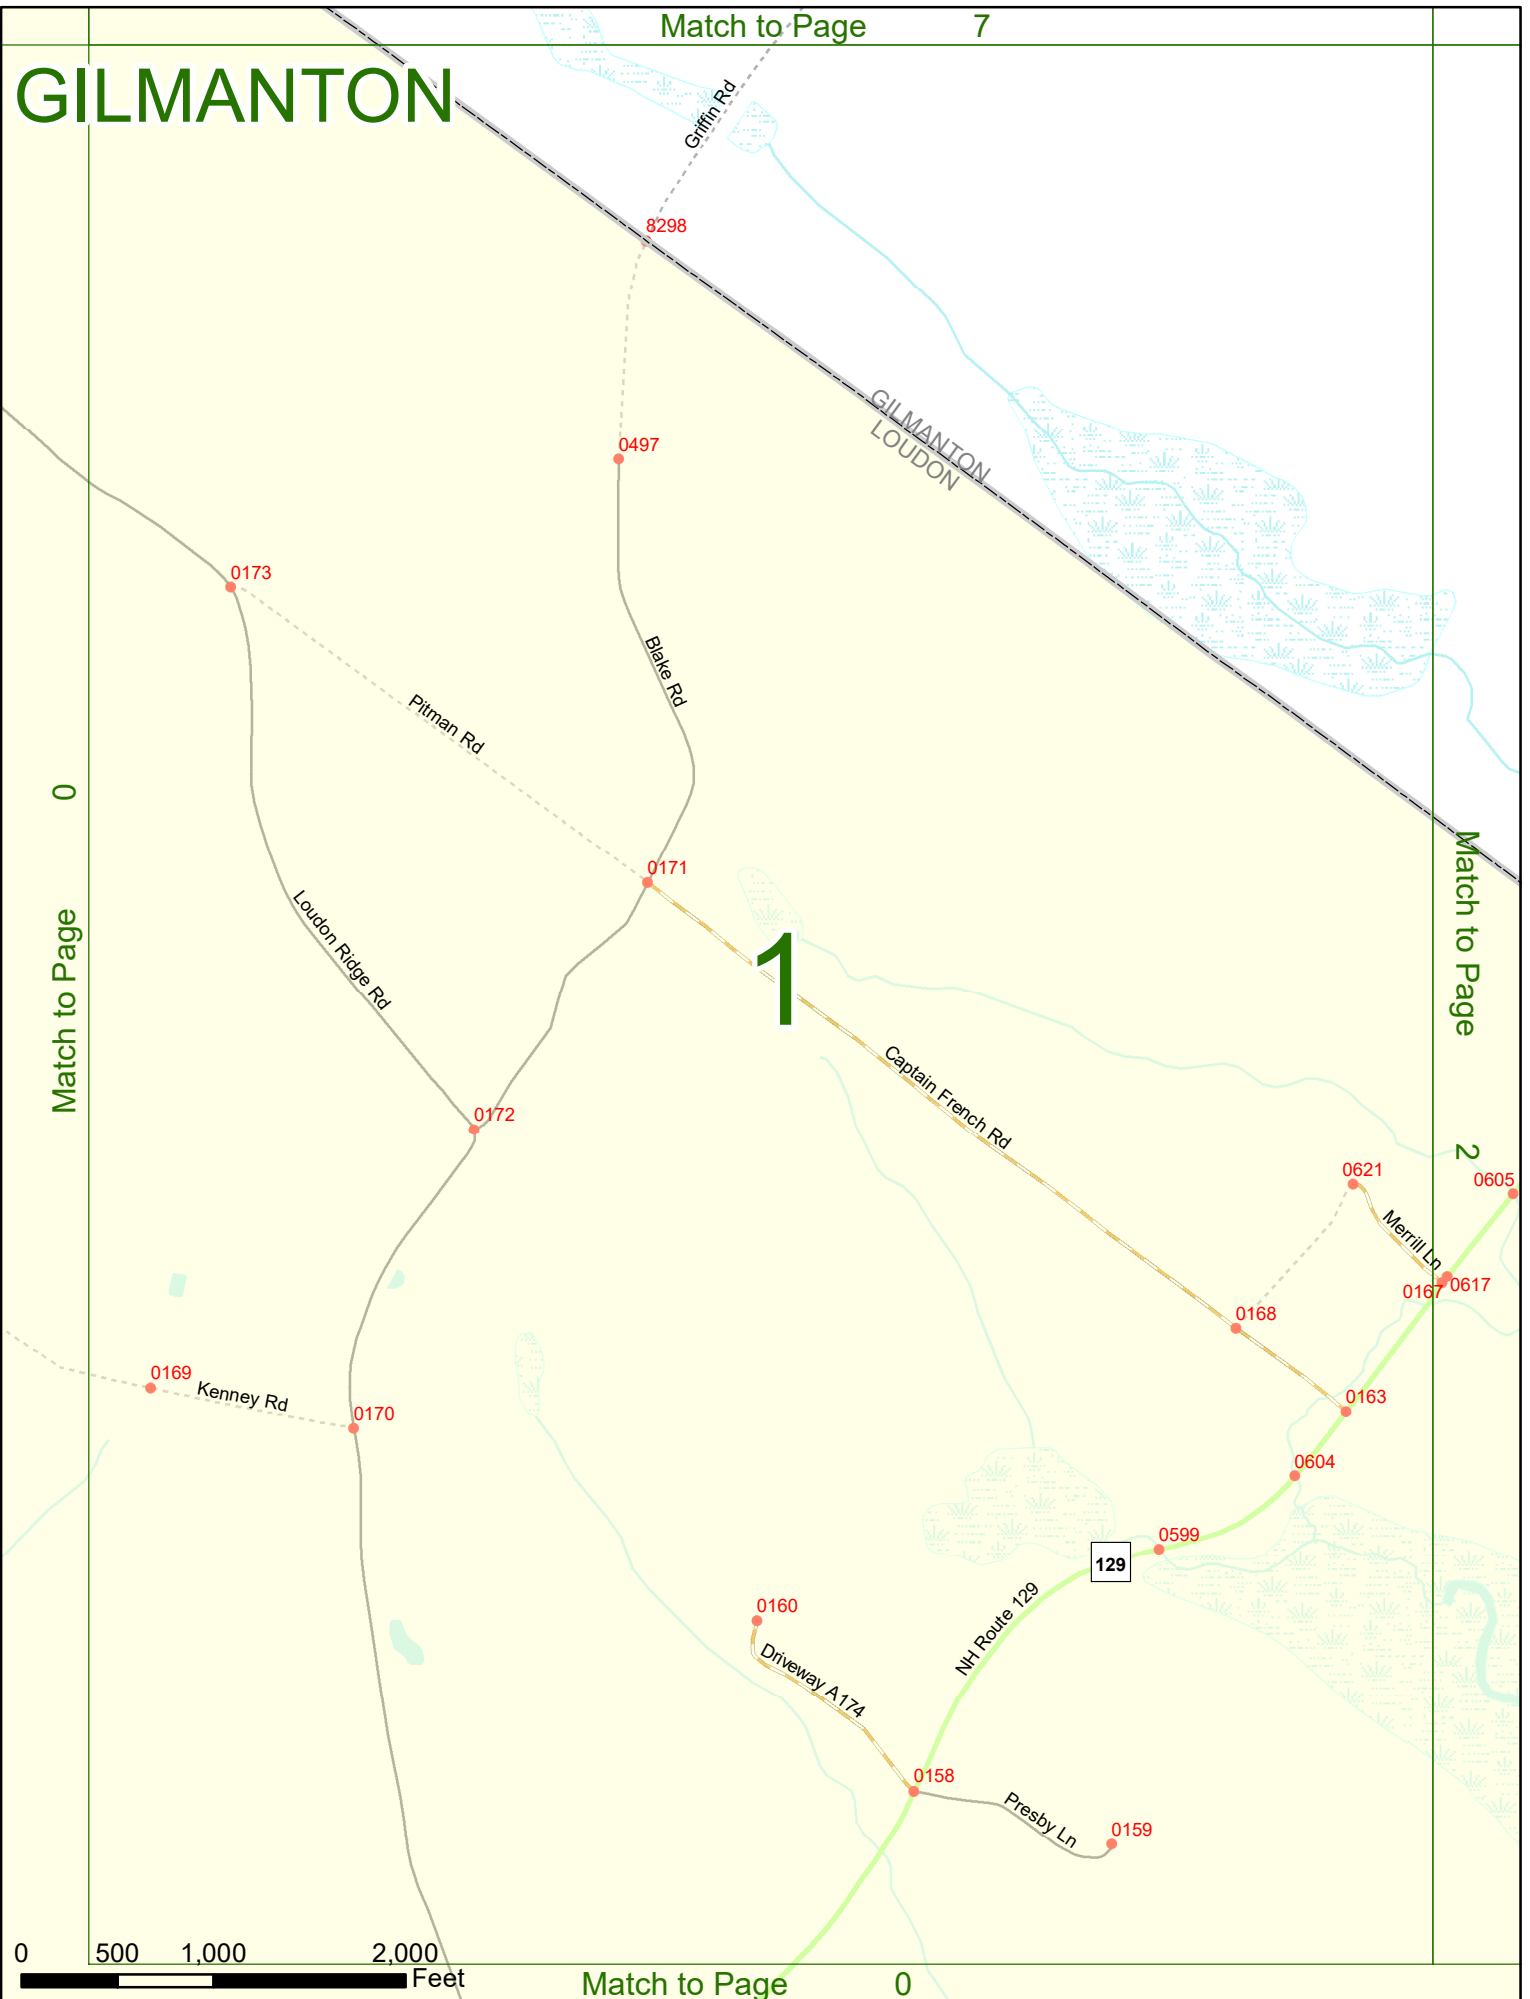 Match to Page 7
GILMANTON
Griffin Rd
8298
GILMANTON
LOUDON
0497
0173
Blake Rd
Pitman Rd
0
Match to Page
0171
Match to Page
2
Loudon Ridge Rd
1
Captain French Rd
0172
0621
0605
Merrill Ln
0167
0617
0168
0169
Kenney Rd
0170
0163
0604
0599
129
NH Route 129
0160
Driveway A174
0158
Presby Ln
0159
0 500 1,000 2,000
Feet
Match to Page 0